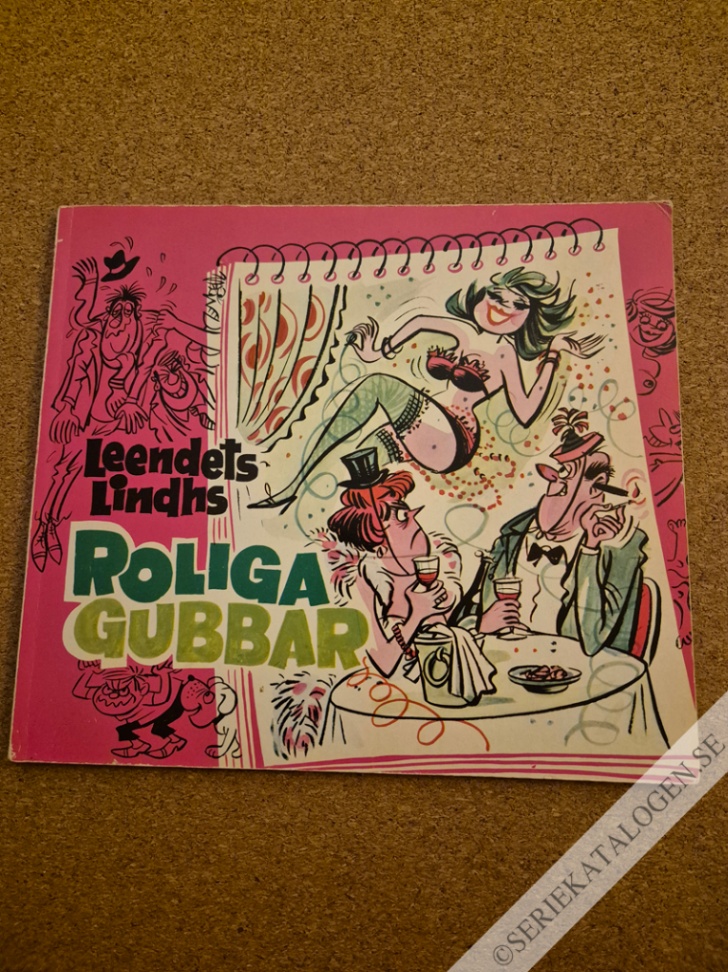 Leendets
Lindhs
ROLIGA
GUBBAR
©SERIEKATALOGEN.SE